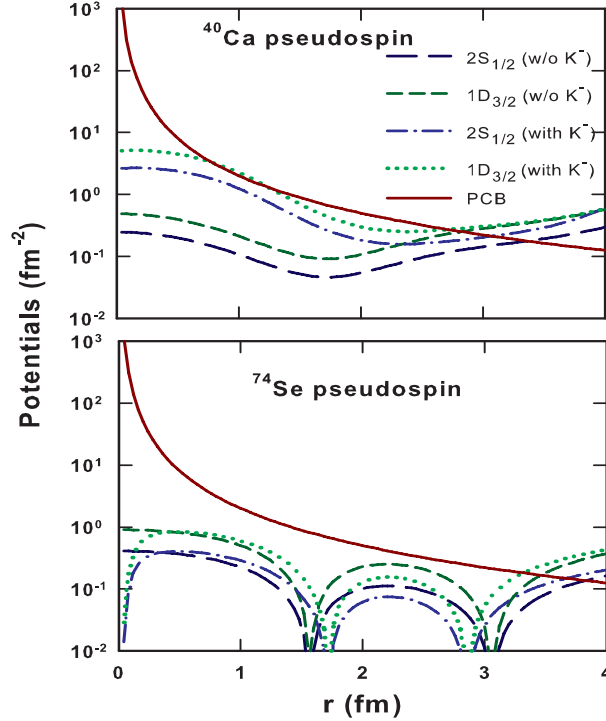 10³
10²
10¹
10⁰
10⁻¹
10⁻²
⁴⁰Ca pseudospin
2S₁/₂ (w/o K⁻)
1D₃/₂ (w/o K⁻)
2S₁/₂ (with K⁻)
1D₃/₂ (with K⁻)
PCB
Potentials (fm⁻²)
10³
10²
10¹
10⁰
10⁻¹
10⁻²
⁷⁴Se pseudospin
0 1 2 3 4
r (fm)